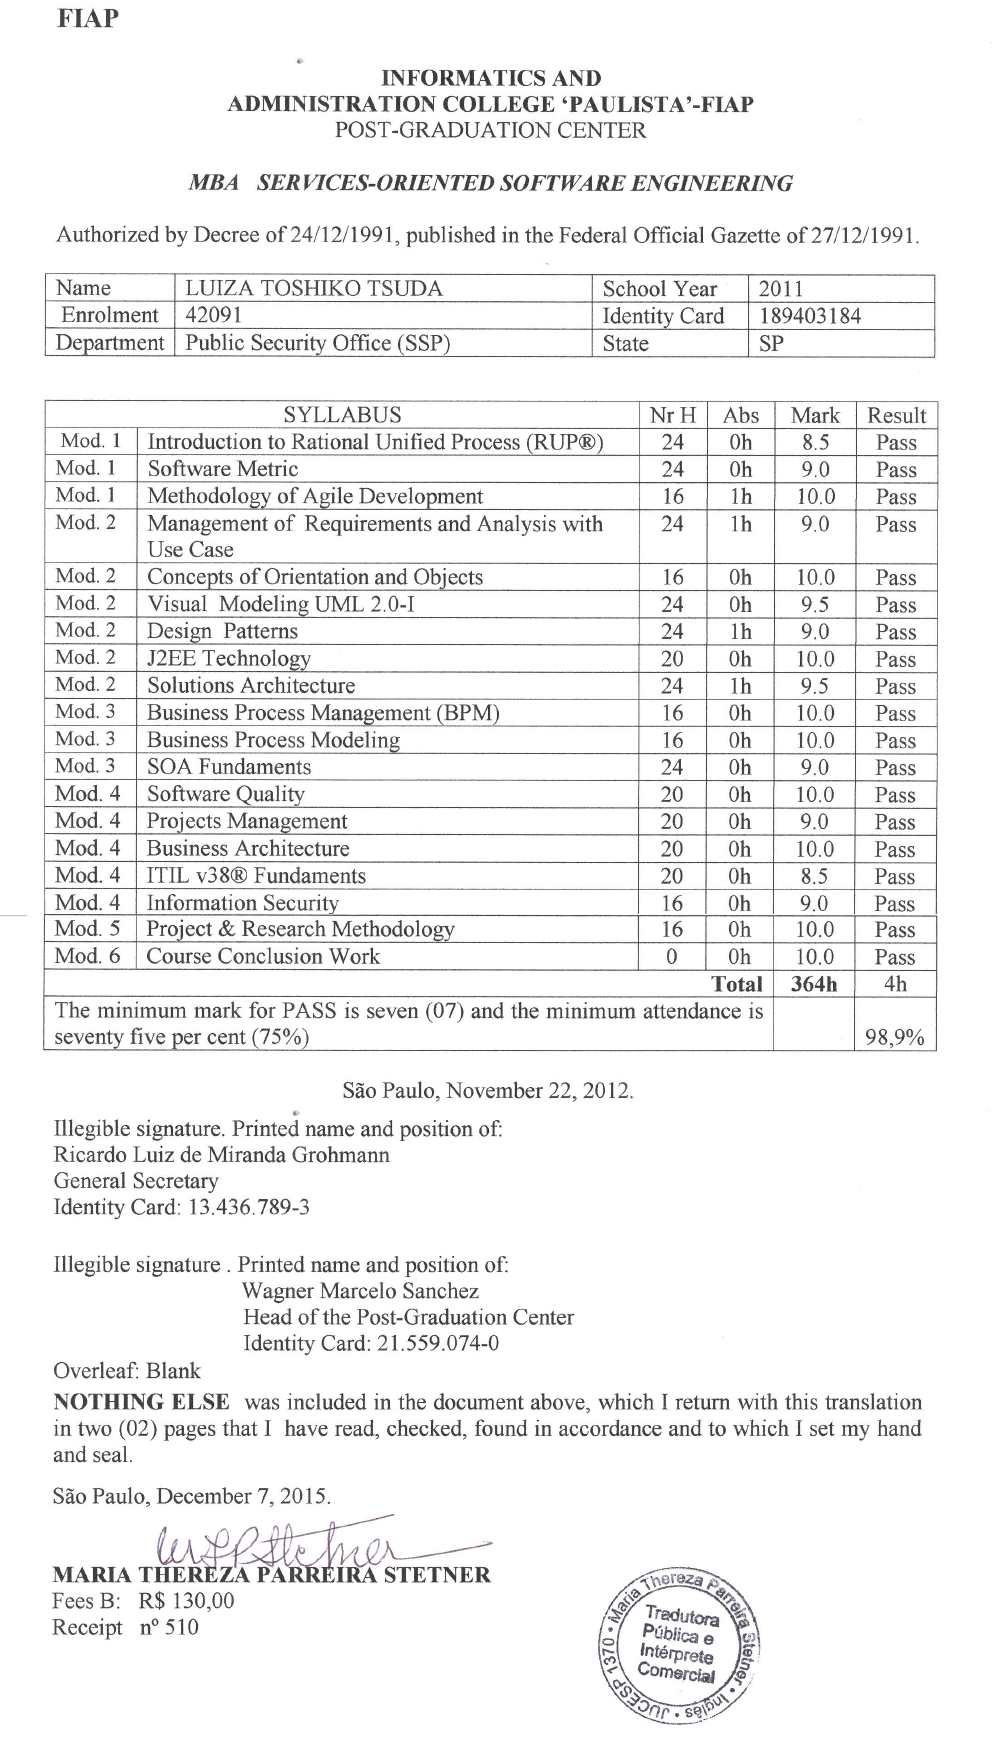 FIAP
INFORMATICS AND
ADMINISTRATION COLLEGE ‘PAULISTA’-FIAP
POST-GRADUATION CENTER
MBA SERVICES-ORIENTED SOFTWARE ENGINEERING
Authorized by Decree of 24/12/1991, published in the Federal Official Gazette of 27/12/1991.
Name LUIZA TOSHIKO TSUDA School Year 2011
Enrolment 42091 Identity Card 189403184
Department Public Security Office (SSP) State SP
SYLLABUS Nr H Abs Mark Result
Mod. 1 Introduction to Rational Unified Process (RUP®) 24 0h 8.5 Pass
Mod. 1 Software Metric 24 0h 9.0 Pass
Mod. 1 Methodology of Agile Development 16 1h 10.0 Pass
Mod. 2 Management of Requirements and Analysis with 24 1h 9.0 Pass
Use Case
Mod. 2 Concepts of Orientation and Objects 16 0h 10.0 Pass
Mod. 2 Visual Modeling UML 2.0-I 24 0h 9.5 Pass
Mod. 2 Design Patterns 24 1h 9.0 Pass
Mod. 2 J2EE Technology 20 0h 10.0 Pass
Mod. 2 Solutions Architecture 24 1h 9.5 Pass
Mod. 3 Business Process Management (BPM) 16 0h 10.0 Pass
Mod. 3 Business Process Modeling 16 0h 10.0 Pass
Mod. 3 SOA Fundaments 24 0h 9.0 Pass
Mod. 4 Software Quality 20 0h 10.0 Pass
Mod. 4 Projects Management 20 0h 9.0 Pass
Mod. 4 Business Architecture 20 0h 10.0 Pass
Mod. 4 ITIL v38® Fundaments 20 0h 8.5 Pass
Mod. 4 Information Security 16 0h 9.0 Pass
Mod. 5 Project & Research Methodology 16 0h 10.0 Pass
Mod. 6 Course Conclusion Work 0 0h 10.0 Pass
Total 364h 4h
The minimum mark for PASS is seven (07) and the minimum attendance is
seventy five per cent (75%) 98,9%
São Paulo, November 22, 2012.
Illegible signature. Printed name and position of:
Ricardo Luiz de Miranda Grohmann
General Secretary
Identity Card: 13.436.789-3
Illegible signature . Printed name and position of:
Wagner Marcelo Sanchez
Head of the Post-Graduation Center
Identity Card: 21.559.074-0
Overleaf: Blank
NOTHING ELSE was included in the document above, which I return with this translation
in two (02) pages that I have read, checked, found in accordance and to which I set my hand
and seal.
São Paulo, December 7, 2015.
MARIA THEREZA PARREIRA STETNER
Fees B: R$ 130,00
Receipt nº 510
Maria Thereza Parreira Stetner • Inglês • JUCESP 1370 •
Tradutora
Pública e
Intérprete
Comercial